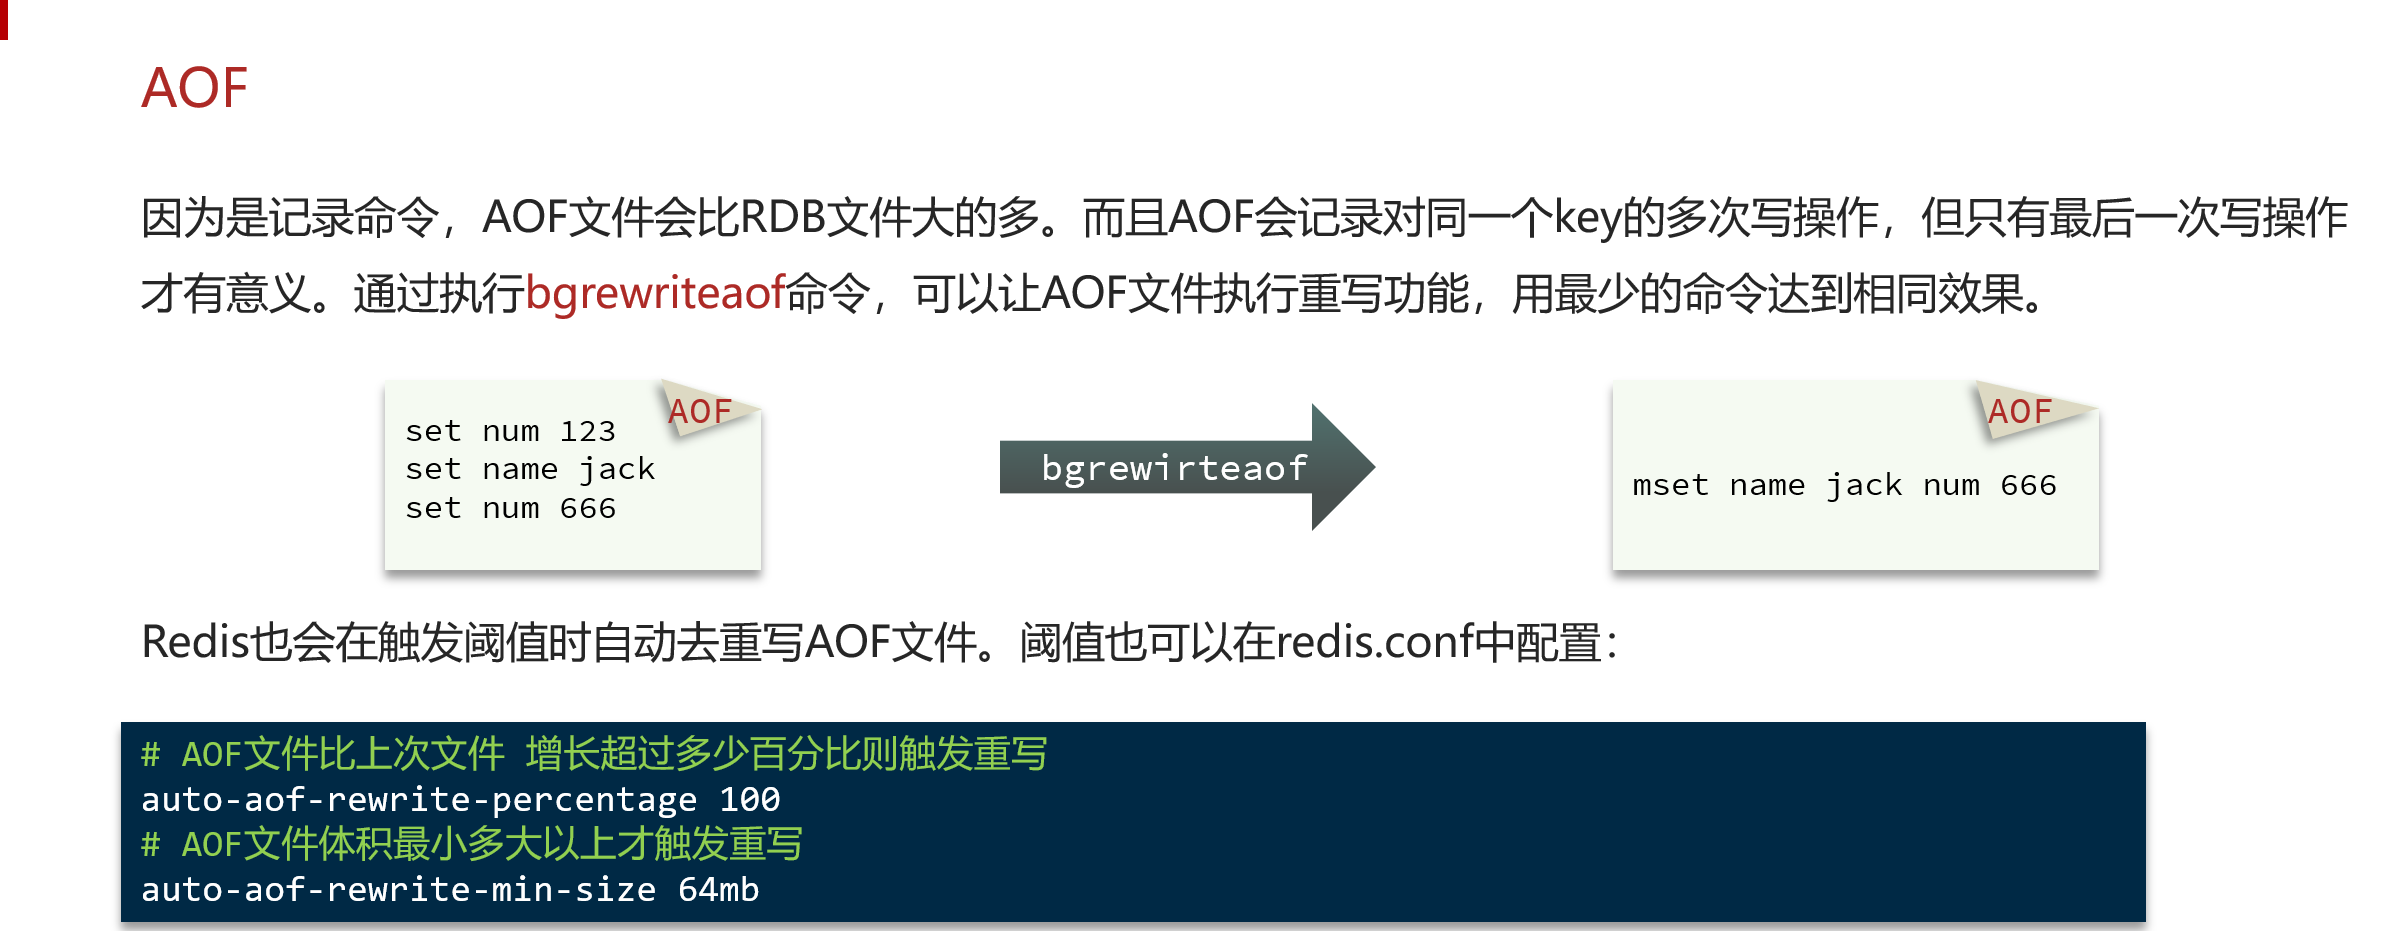 AOF
因为是记录命令，AOF文件会比RDB文件大的多。而且AOF会记录对同一个key的多次写操作，但只有最后一次写操作
才有意义。通过执行bgrewriteaof命令，可以让AOF文件执行重写功能，用最少的命令达到相同效果。
AOF
set num 123
set name jack
set num 666
bgrewirteaof
AOF
mset name jack num 666
Redis也会在触发阈值时自动去重写AOF文件。阈值也可以在redis.conf中配置：
# AOF文件比上次文件 增长超过多少百分比则触发重写
auto-aof-rewrite-percentage 100
# AOF文件体积最小多大以上才触发重写
auto-aof-rewrite-min-size 64mb